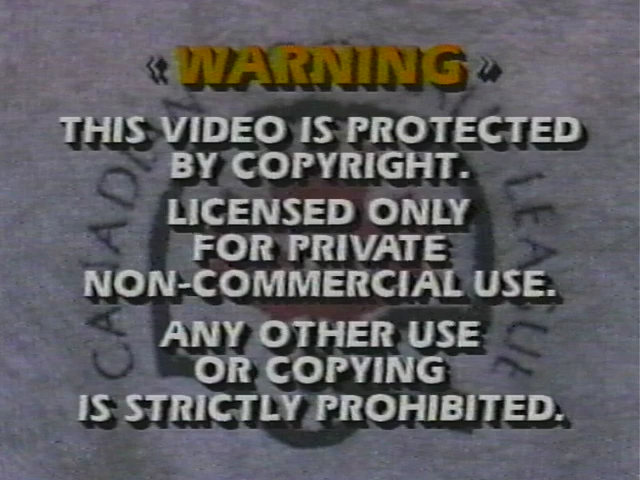 « WARNING »
THIS VIDEO IS PROTECTED
BY COPYRIGHT.
LICENSED ONLY
FOR PRIVATE
NON-COMMERCIAL USE.
ANY OTHER USE
OR COPYING
IS STRICTLY PROHIBITED.
LEAGUE